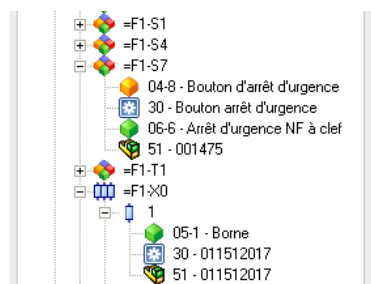 =F1-S1
=F1-S4
=F1-S7
04-8 - Bouton d'arrêt d'urgence
30 - Bouton arrêt d'urgence
06-6 - Arrêt d'urgence NF à clef
51 - 001475
=F1-T1
=F1-X0
1
05-1 - Borne
30 - 011512017
51 - 011512017